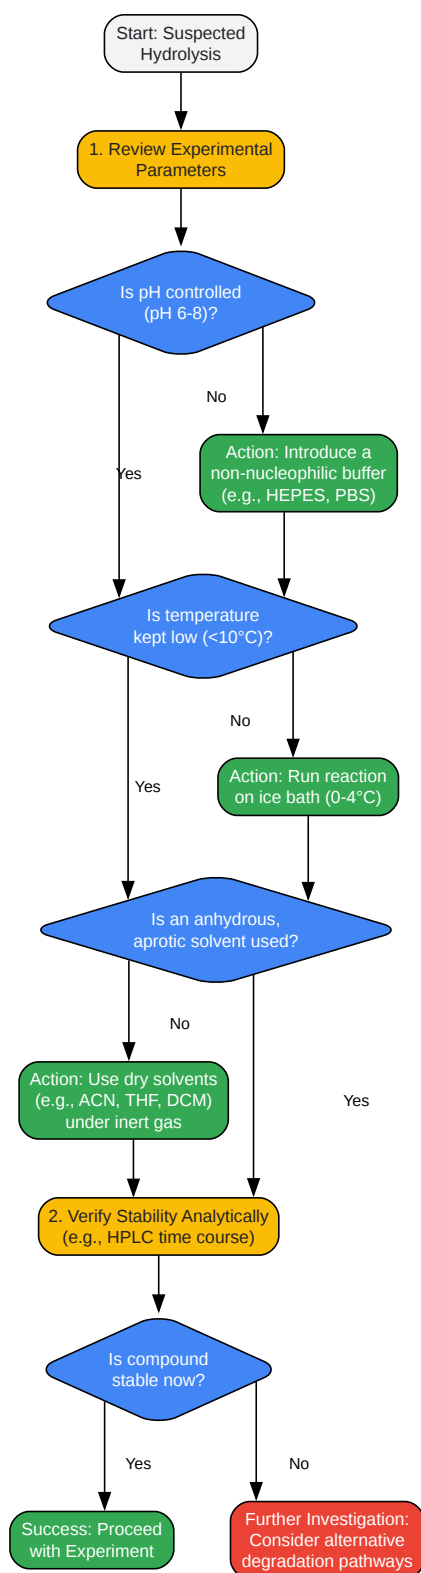 Start: Suspected
Hydrolysis
1. Review Experimental
Parameters
Is pH controlled
(pH 6-8)?
No
Yes
Action: Introduce a
non-nucleophilic buffer
(e.g., HEPES, PBS)
Is temperature
kept low (<10°C)?
No
Yes
Action: Run reaction
on ice bath (0-4°C)
Is an anhydrous,
aprotic solvent used?
No
Yes
Action: Use dry solvents
(e.g., ACN, THF, DCM)
under inert gas
2. Verify Stability Analytically
(e.g., HPLC time course)
Is compound
stable now?
Yes
No
Success: Proceed
with Experiment
Further Investigation:
Consider alternative
degradation pathways